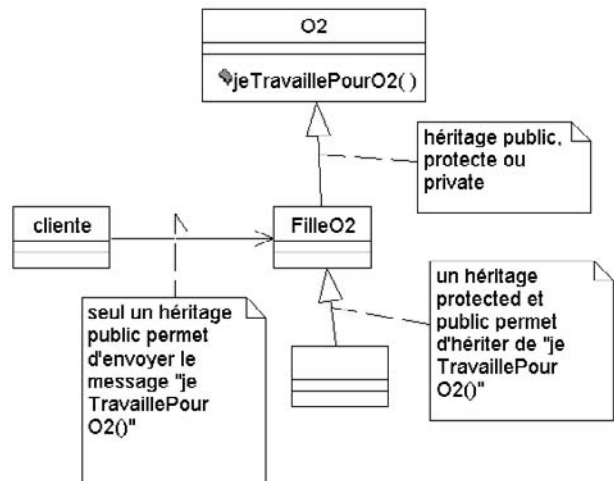 O2
jeTravaillePourO2( )
héritage public,
protecte ou
private
cliente
FilleO2
seul un héritage
public permet
d'envoyer le
message "je
TravaillePour
O2()"
un héritage
protected et
public permet
d'hériter de "je
TravaillePour
O2()"